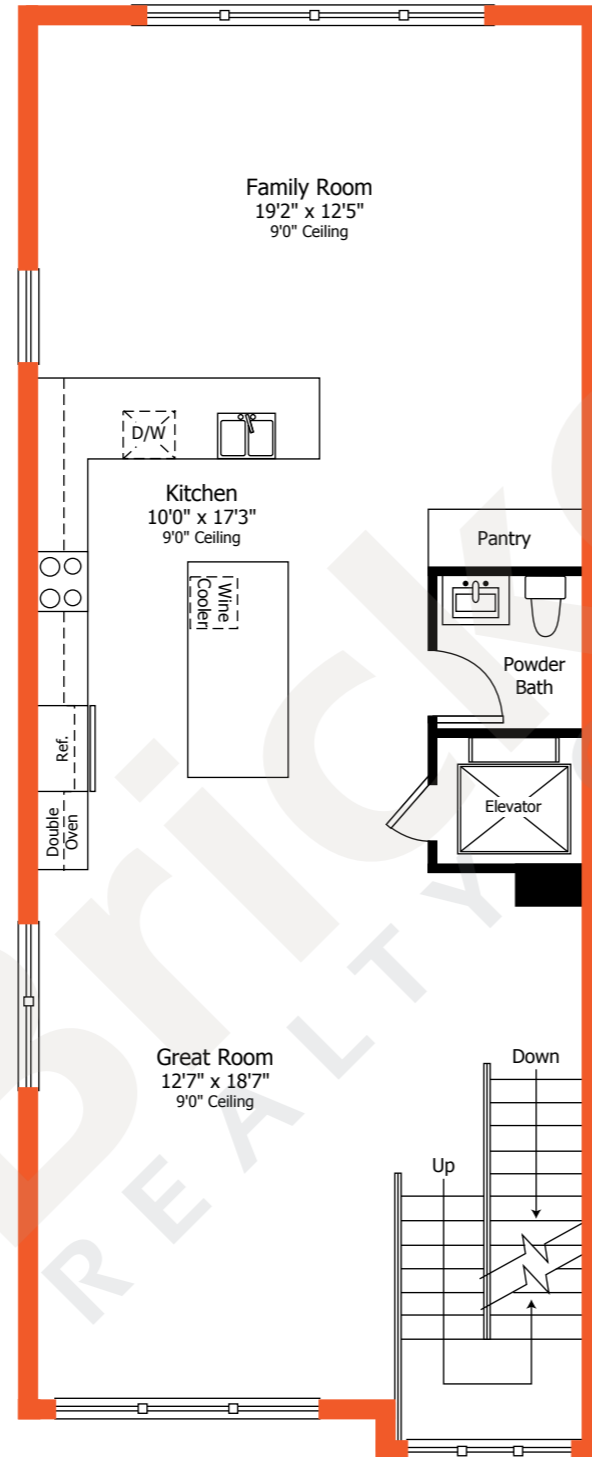 Family Room
19'2" x 12'5"
9'0" Ceiling
D/W
Kitchen
10'0" x 17'3"
9'0" Ceiling
Pantry
Wine
Cooler
Powder
Bath
Ref.
Elevator
Double
Oven
Great Room
12'7" x 18'7"
9'0" Ceiling
Down
Up
REALTY